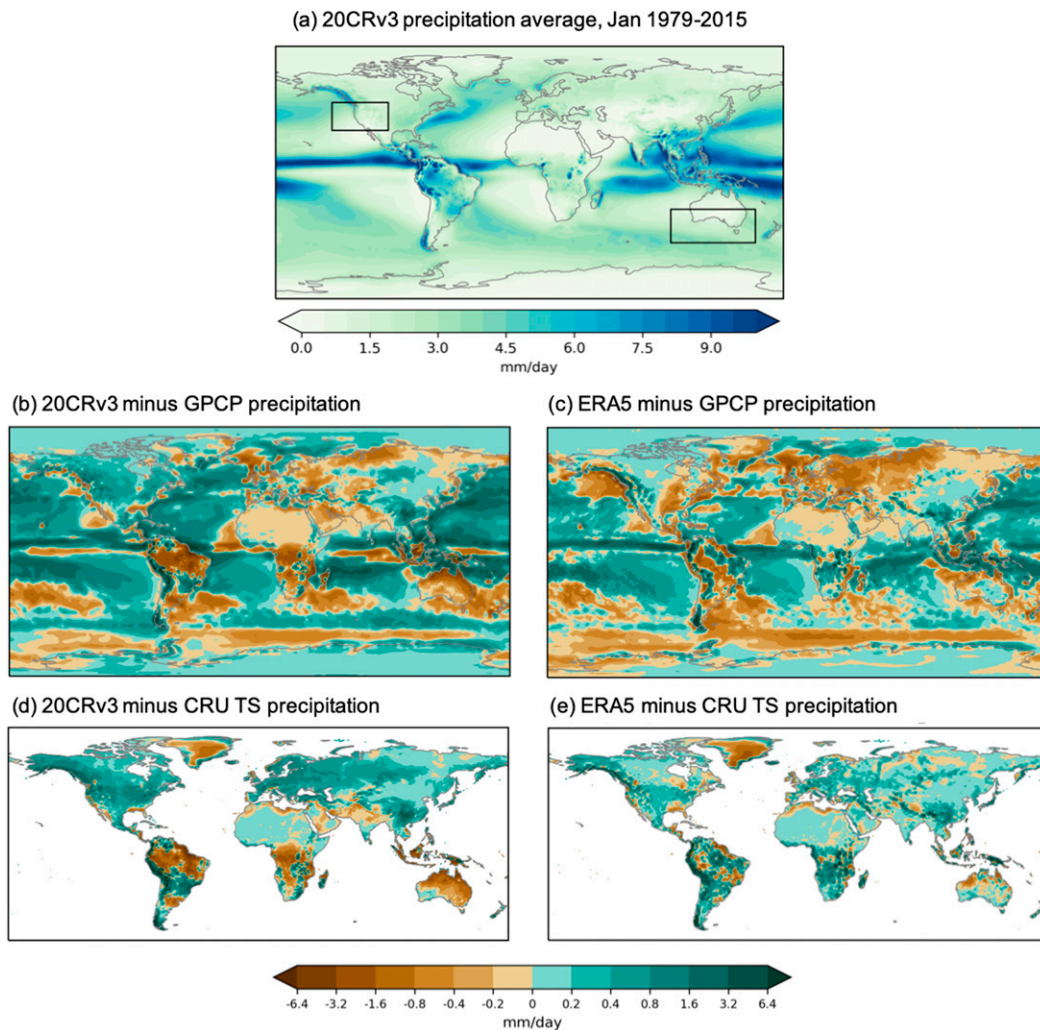 (a) 20CRv3 precipitation average, Jan 1979-2015
0.0 1.5 3.0 4.5 6.0 7.5 9.0
mm/day
(b) 20CRv3 minus GPCP precipitation
(c) ERA5 minus GPCP precipitation
(d) 20CRv3 minus CRU TS precipitation
(e) ERA5 minus CRU TS precipitation
-6.4 -3.2 -1.6 -0.8 -0.4 -0.2 0 0.2 0.4 0.8 1.6 3.2 6.4
mm/day